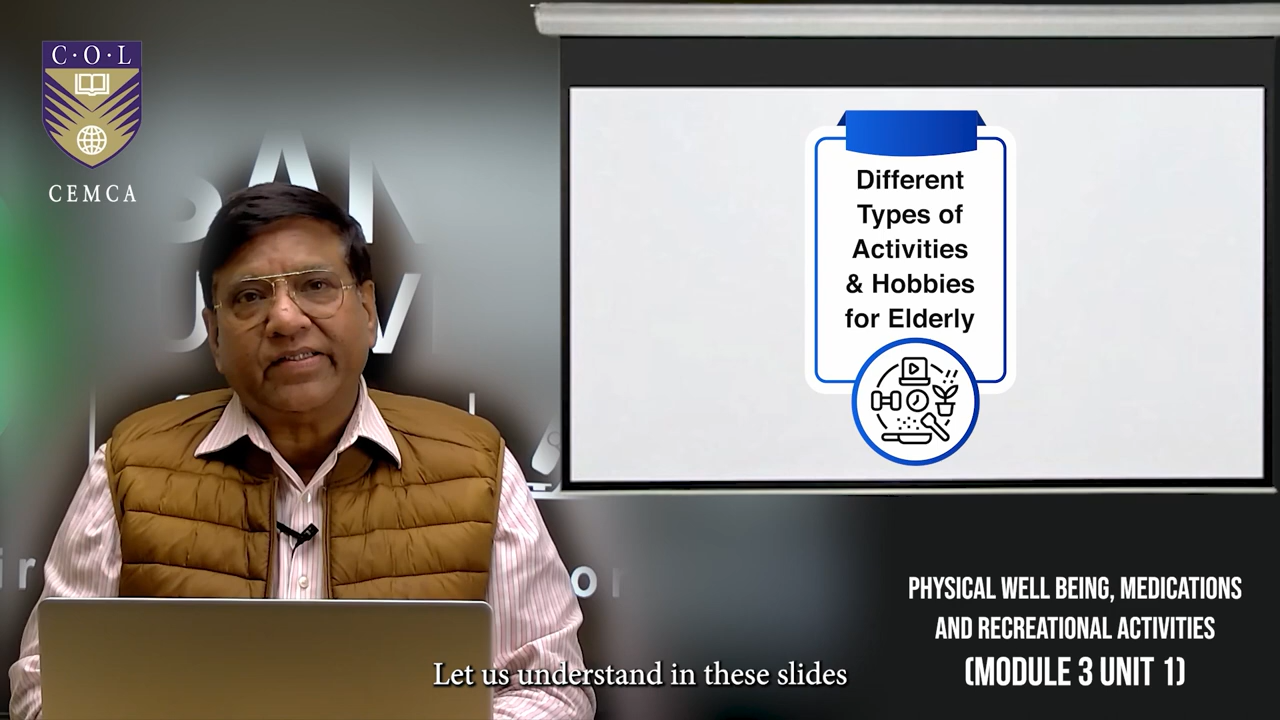 C·O·L
CEMCA
Different
Types of
Activities
& Hobbies
for Elderly
PHYSICAL WELL BEING, MEDICATIONS
AND RECREATIONAL ACTIVITIES
(MODULE 3 UNIT 1)
Let us understand in these slides